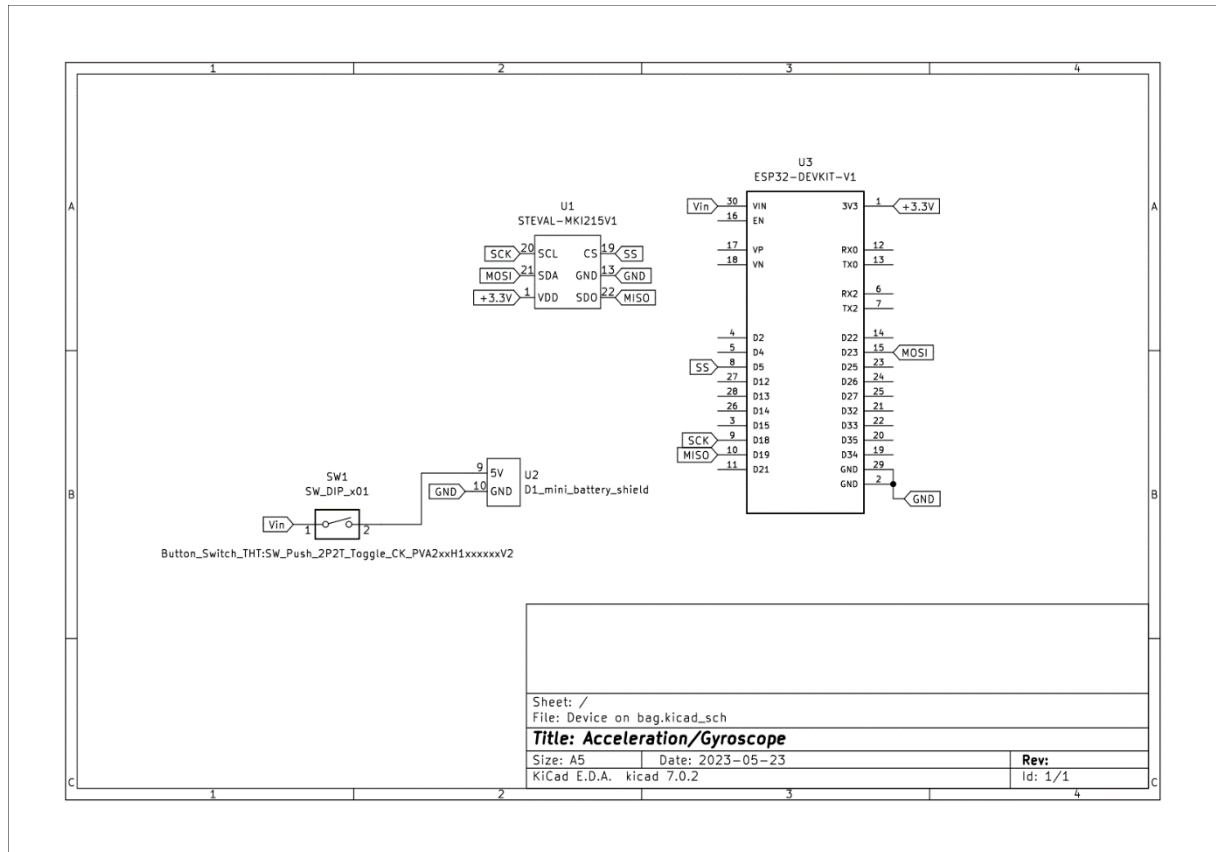 1 2 3 4
A A
U1
STEVAL-MKI215V1
SCK 20 SCL CS 19 SS
MOSI 21 SDA GND 13 GND
+3.3V 1 VDD SDO 22 MISO
U3
ESP32-DEVKIT-V1
Vin 30 VIN 3V3 1 +3.3V
16 EN
17 VP RX0 12
18 VN TX0 13
RX2 6
TX2 7
4 D2 D22 14
5 D4 D23 15 MOSI
SS 8 D5 D25 23
27 D12 D26 24
28 D13 D27 25
26 D14 D32 21
3 D15 D33 22
SCK 9 D18 D35 20
MISO 10 D19 D34 19
11 D21 GND 29
GND 2
GND
B B
SW1
SW_DIP_x01
Vin 1 2
Button_Switch_THT:SW_Push_2P2T_Toggle_CK_PVA2xxH1xxxxxxV2
9 5V U2
GND 10 GND D1_mini_battery_shield
Sheet: /
File: Device on bag.kicad_sch
Title: Acceleration/Gyroscope
Size: A5 Date: 2023-05-23 Rev:
KiCad E.D.A. kicad 7.0.2 Id: 1/1
C C
1 2 3 4